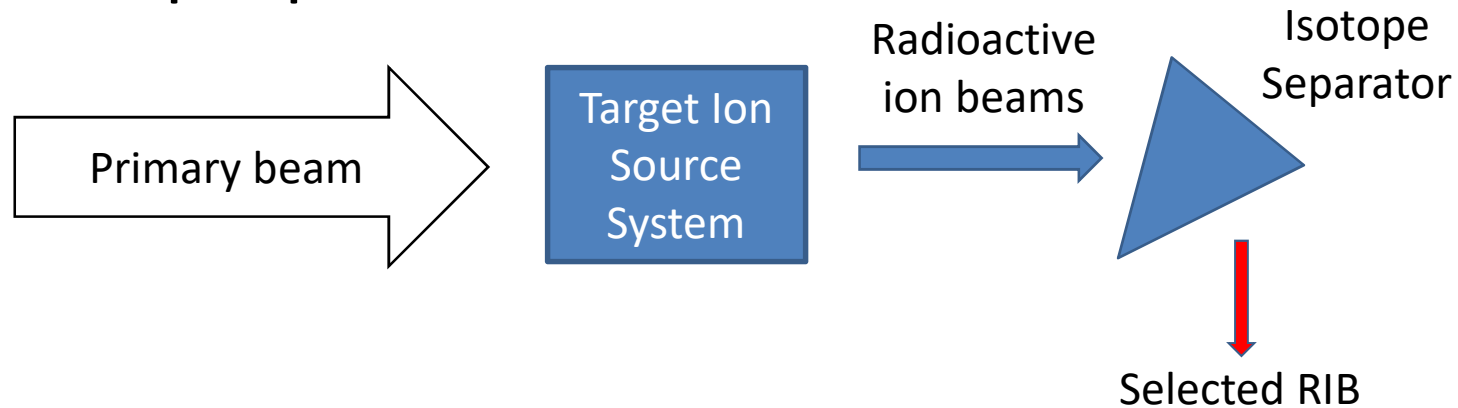 Primary beam
Target Ion
Source
System
Radioactive
ion beams
Isotope
Separator
Selected RIB